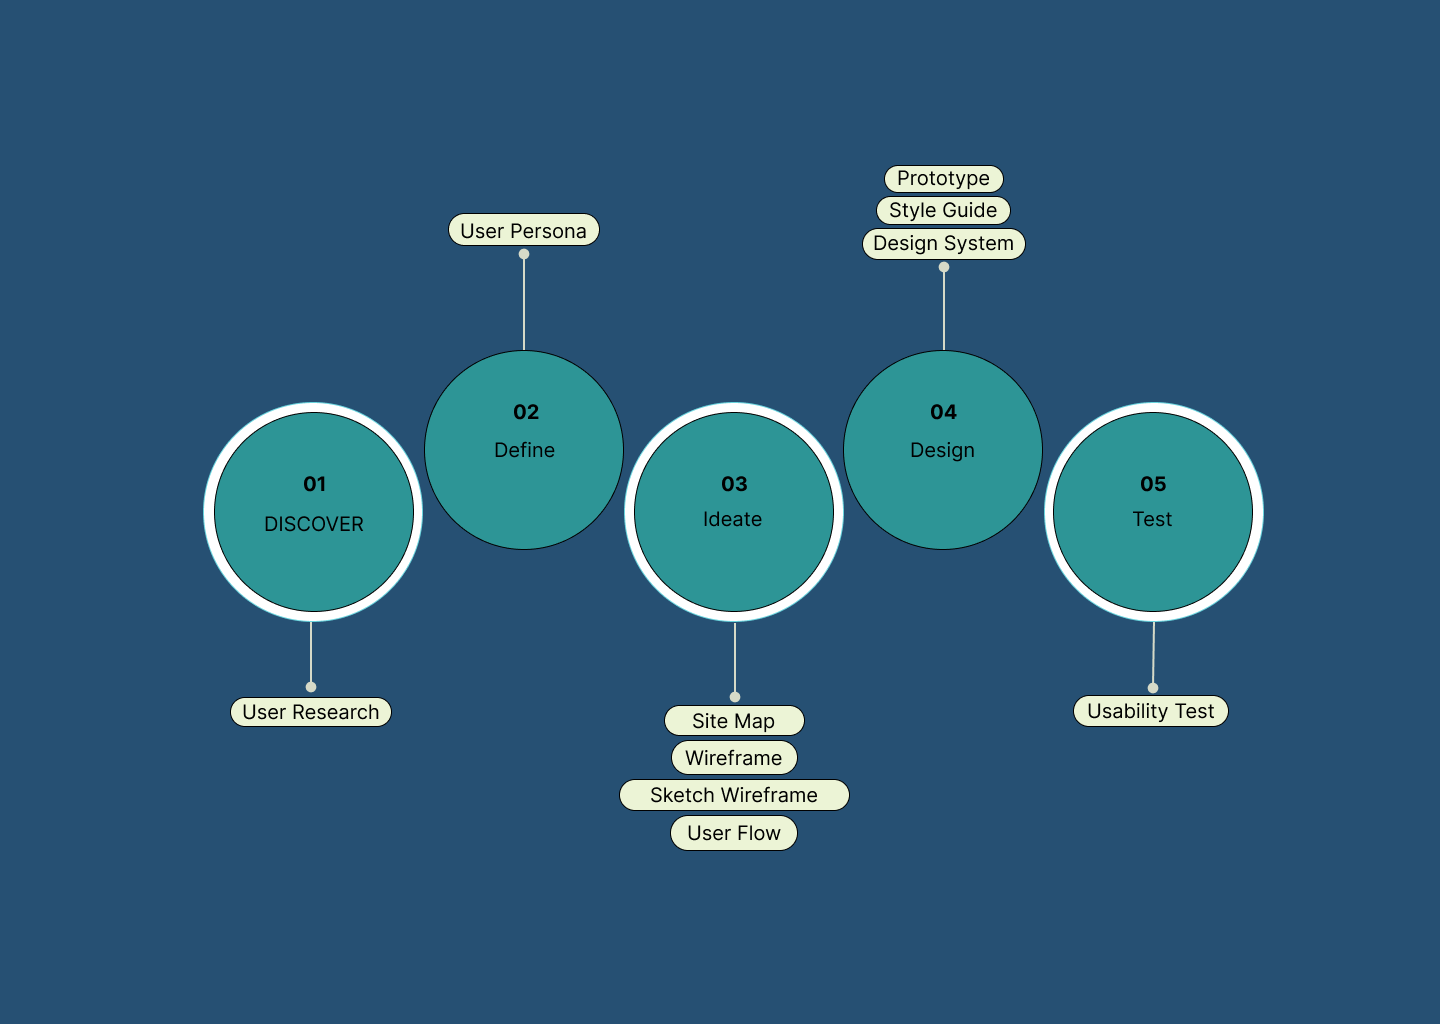 01
DISCOVER
User Research
User Persona
02
Define
03
Ideate
Site Map
Wireframe
Sketch Wireframe
User Flow
Prototype
Style Guide
Design System
04
Design
05
Test
Usability Test